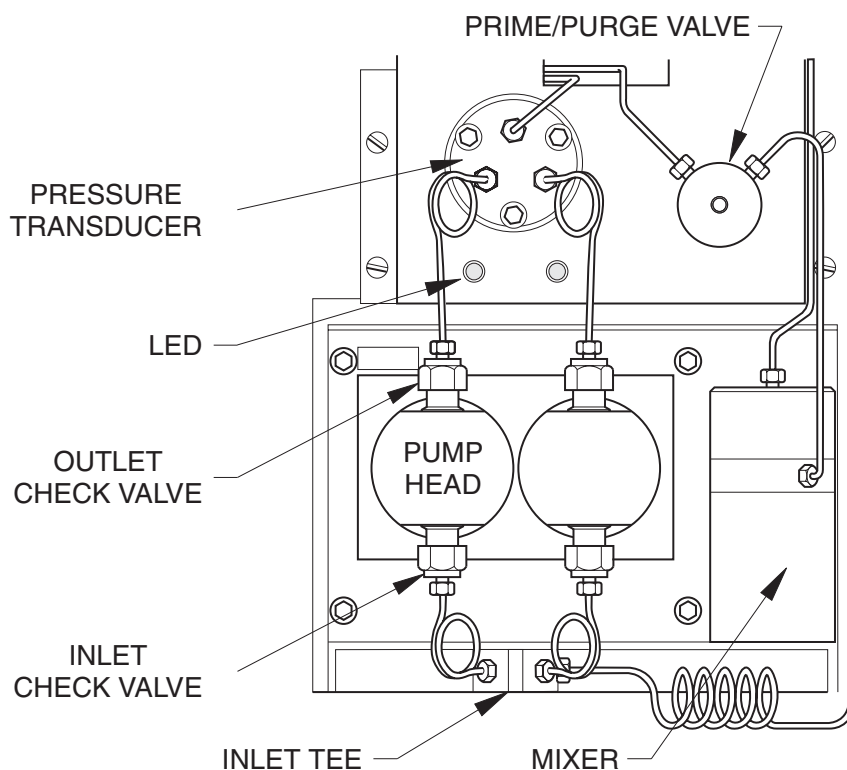 PRIME/PURGE VALVE
PRESSURE
TRANSDUCER
LED
OUTLET
CHECK VALVE
PUMP
HEAD
INLET
CHECK VALVE
INLET TEE
MIXER